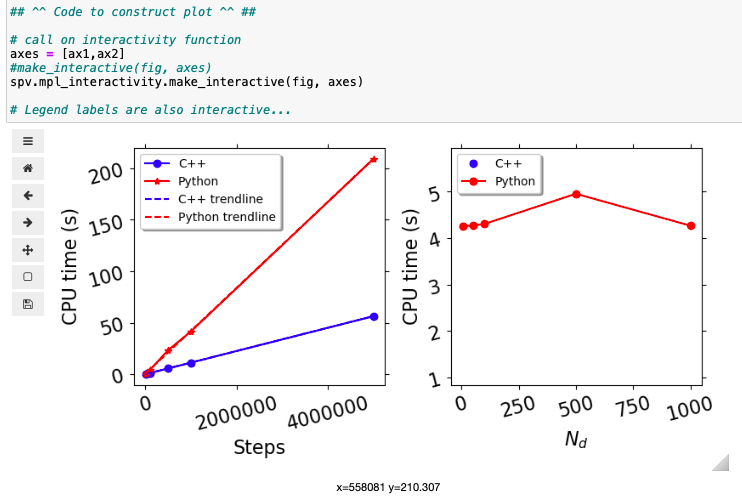 ## ^^ Code to construct plot ^^ ##
# call on interactivity function
axes = [ax1,ax2]
#make_interactive(fig, axes)
spv.mpl_interactivity.make_interactive(fig, axes)
# Legend labels are also interactive...
C++
Python
C++ trendline
Python trendline
CPU time (s)
200
150
100
50
0
0
2000000
4000000
Steps
C++
Python
CPU time (s)
5
4
3
2
1
0
250
500
750
1000
Nd
x=558081 y=210.307